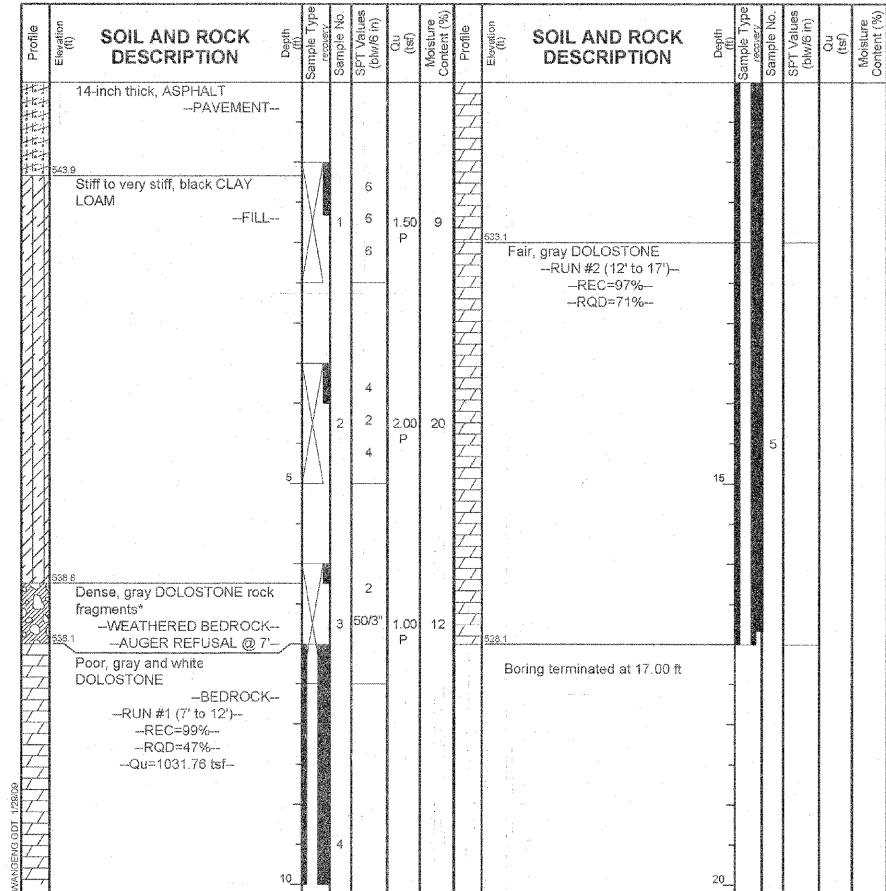 Profile
Elevation (ft)
SOIL AND ROCK DESCRIPTION
Depth (ft)
Sample Type recovery
Sample No.
SPT Values (blw/6 in)
Qu (tsf)
Moisture Content (%)
14-inch thick, ASPHALT
--PAVEMENT--
543.9
Stiff to very stiff, black CLAY
LOAM
--FILL--
1
6
6
6
1.50
P
9
2
4
2
4
2.00
P
20
5
538.8
Dense, gray DOLOSTONE rock
fragments*
--WEATHERED BEDROCK--
538.1
--AUGER REFUSAL @ 7'--
3
2
50/3"
1.00
P
12
Poor, gray and white
DOLOSTONE
--BEDROCK--
--RUN #1 (7' to 12')--
--REC=99%--
--RQD=47%--
--Qu=1031.76 tsf--
4
10
WANGENG.GDT 1/29/09
Profile
Elevation (ft)
SOIL AND ROCK DESCRIPTION
Depth (ft)
Sample Type recovery
Sample No.
SPT Values (blw/6 in)
Qu (tsf)
Moisture Content (%)
533.1
Fair, gray DOLOSTONE
--RUN #2 (12' to 17')--
--REC=97%--
--RQD=71%--
5
15
528.1
Boring terminated at 17.00 ft
20